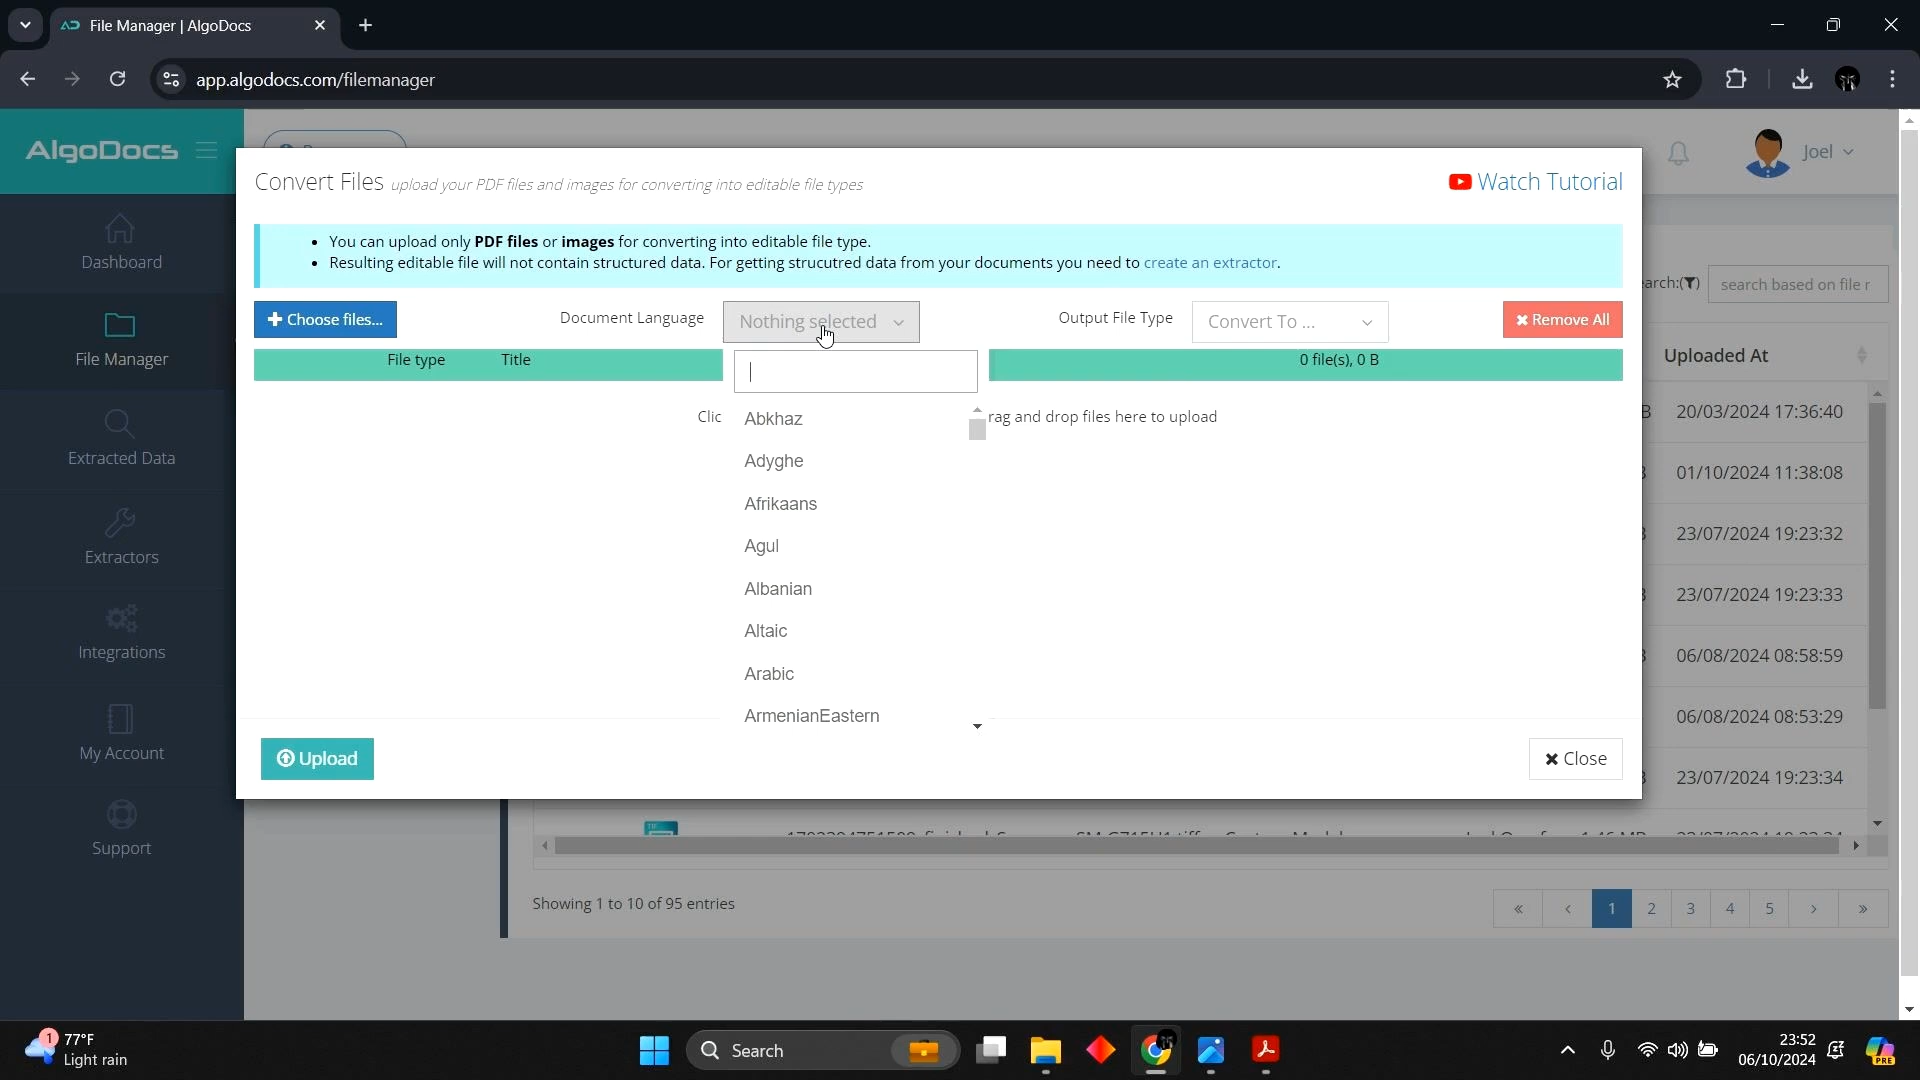 File Manager | AlgoDocs
app.algodocs.com/filemanager
AlgoDocs
Joel
Convert Files upload your PDF files and images for converting into editable file types
Watch Tutorial
You can upload only PDF files or images for converting into editable file type.
Resulting editable file will not contain structured data. For getting strucutred data from your documents you need to create an extractor.
Choose files...
Document Language
Nothing selected
Output File Type
Convert To ...
Remove All
File type
Title
0 file(s), 0 B
Clic
rag and drop files here to upload
Abkhaz
Adyghe
Afrikaans
Agul
Albanian
Altaic
Arabic
ArmenianEastern
Upload
Close
Dashboard
File Manager
Extracted Data
Extractors
Integrations
My Account
Support
arch:
search based on file r
Uploaded At
B 20/03/2024 17:36:40
01/10/2024 11:38:08
23/07/2024 19:23:32
23/07/2024 19:23:33
06/08/2024 08:58:59
06/08/2024 08:53:29
23/07/2024 19:23:34
Showing 1 to 10 of 95 entries
« ‹ 1 2 3 4 5 › »
1
77°F
Light rain
Search
23:52
06/10/2024
PRE